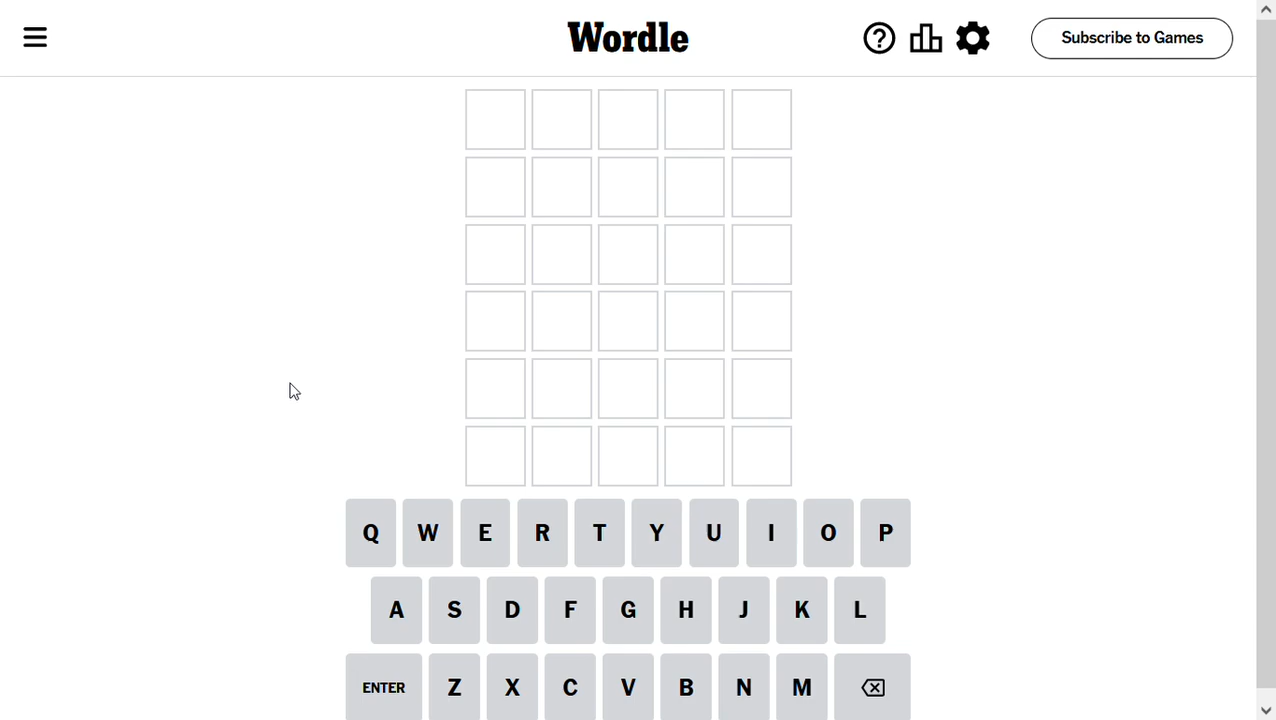 Wordle
Subscribe to Games
Q W E R T Y U I O P
A S D F G H J K L
ENTER Z X C V B N M